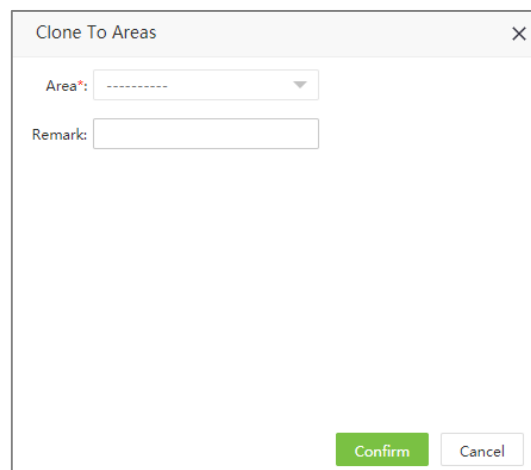 Clone To Areas
Area*: ----------
Remark:
Confirm Cancel